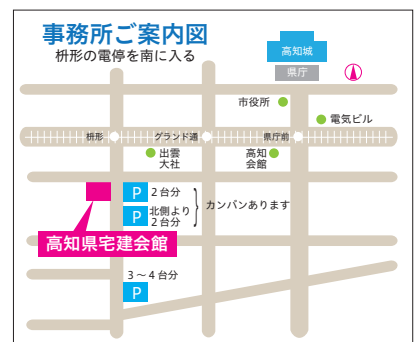 事務所ご案内図
枡形の電停を南に入る
高知城
県庁
市役所
電気ビル
枡形
グランド通
県庁前
出雲
大社
高知
会館
P
2台分
P
北側より
2台分
カンバンあります
高知県宅建会館
3〜4台分
P